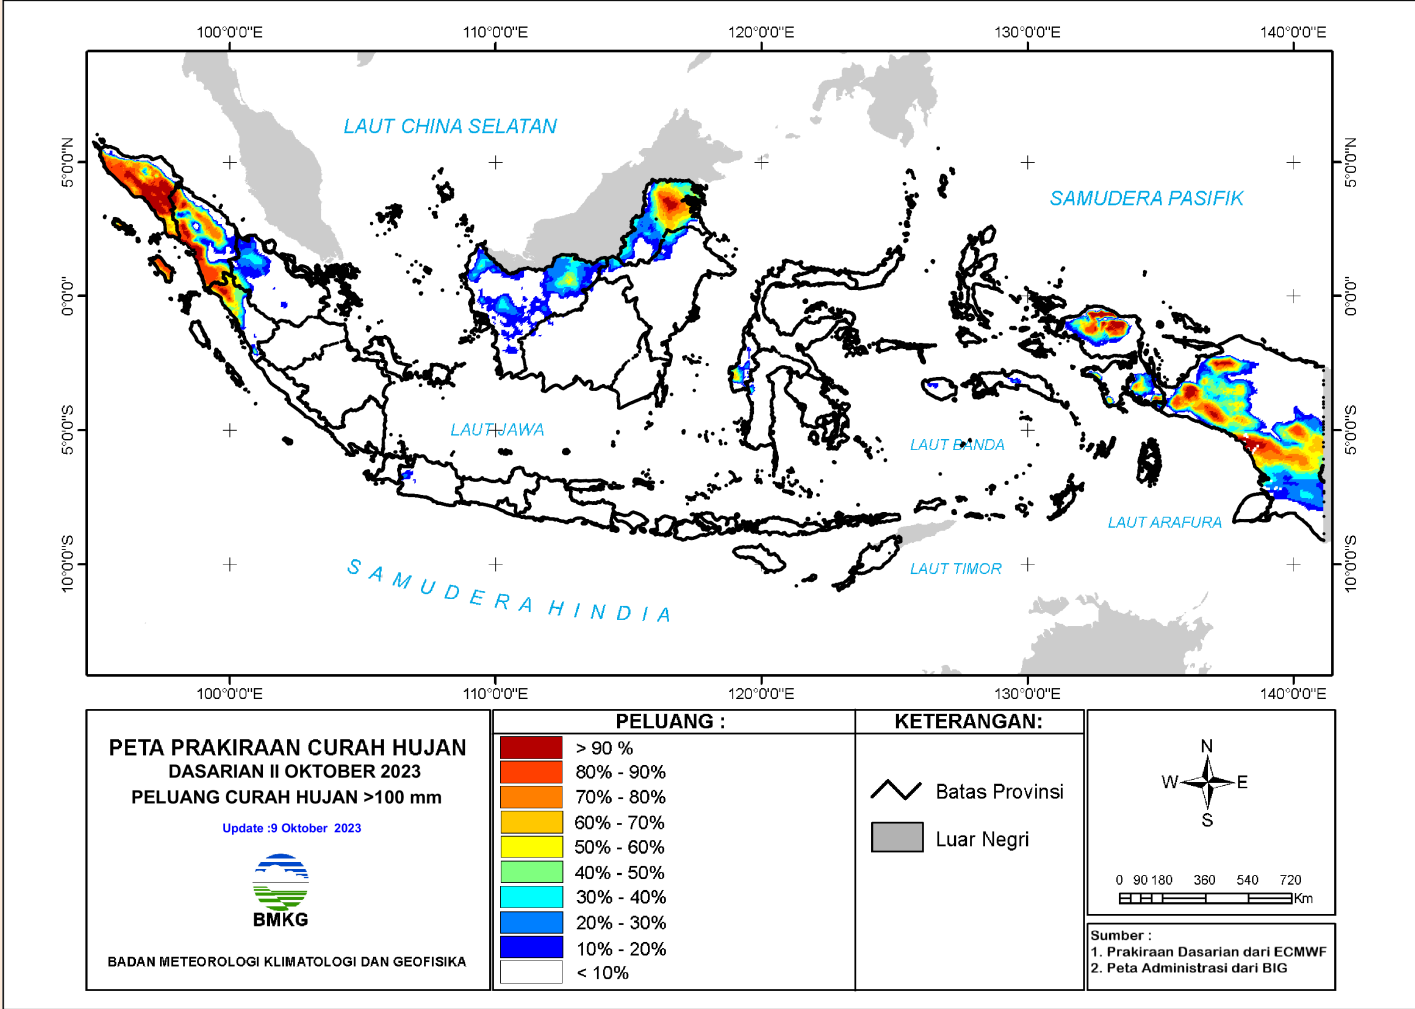 100°0'0"E 110°0'0"E 120°0'0"E 130°0'0"E 140°0'0"E
5°0'0"N 5°0'0"N
0°0'0" 0°0'0"
5°0'0"S 5°0'0"S
10°0'0"S 10°0'0"S
LAUT CHINA SELATAN
SAMUDERA PASIFIK
LAUT JAWA
LAUT BANDA
LAUT ARAFURA
LAUT TIMOR
SAMUDERA HINDIA
100°0'0"E 110°0'0"E 120°0'0"E 130°0'0"E 140°0'0"E
PETA PRAKIRAAN CURAH HUJAN
DASARIAN II OKTOBER 2023
PELUANG CURAH HUJAN >100 mm
Update :9 Oktober 2023
BMKG
BADAN METEOROLOGI KLIMATOLOGI DAN GEOFISIKA
PELUANG :
> 90 %
80% - 90%
70% - 80%
60% - 70%
50% - 60%
40% - 50%
30% - 40%
20% - 30%
10% - 20%
< 10%
KETERANGAN:
Batas Provinsi
Luar Negri
N
W E
S
0 90 180 360 540 720
Km
Sumber :
1. Prakiraan Dasarian dari ECMWF
2. Peta Administrasi dari BIG